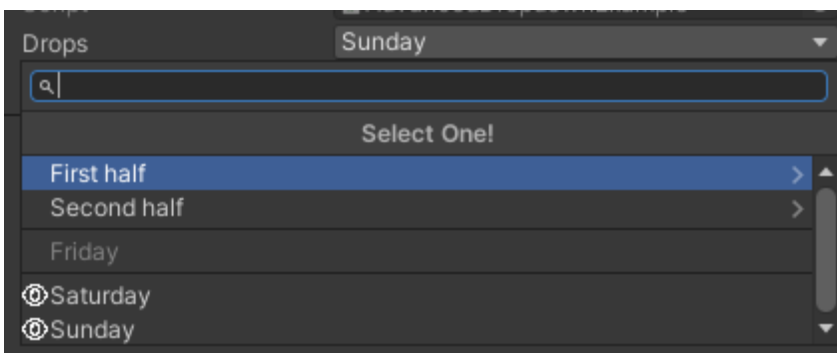 Drops Sunday
Select One!
First half
Second half
Friday
Saturday
Sunday